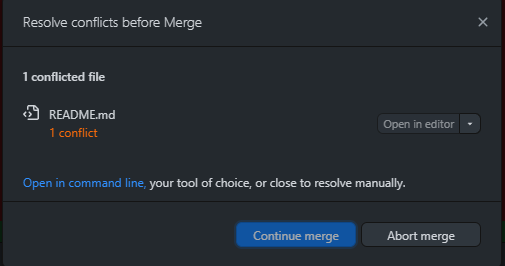 Resolve conflicts before Merge
1 conflicted file
README.md
1 conflict
Open in editor
Open in command line, your tool of choice, or close to resolve manually.
Continue merge
Abort merge